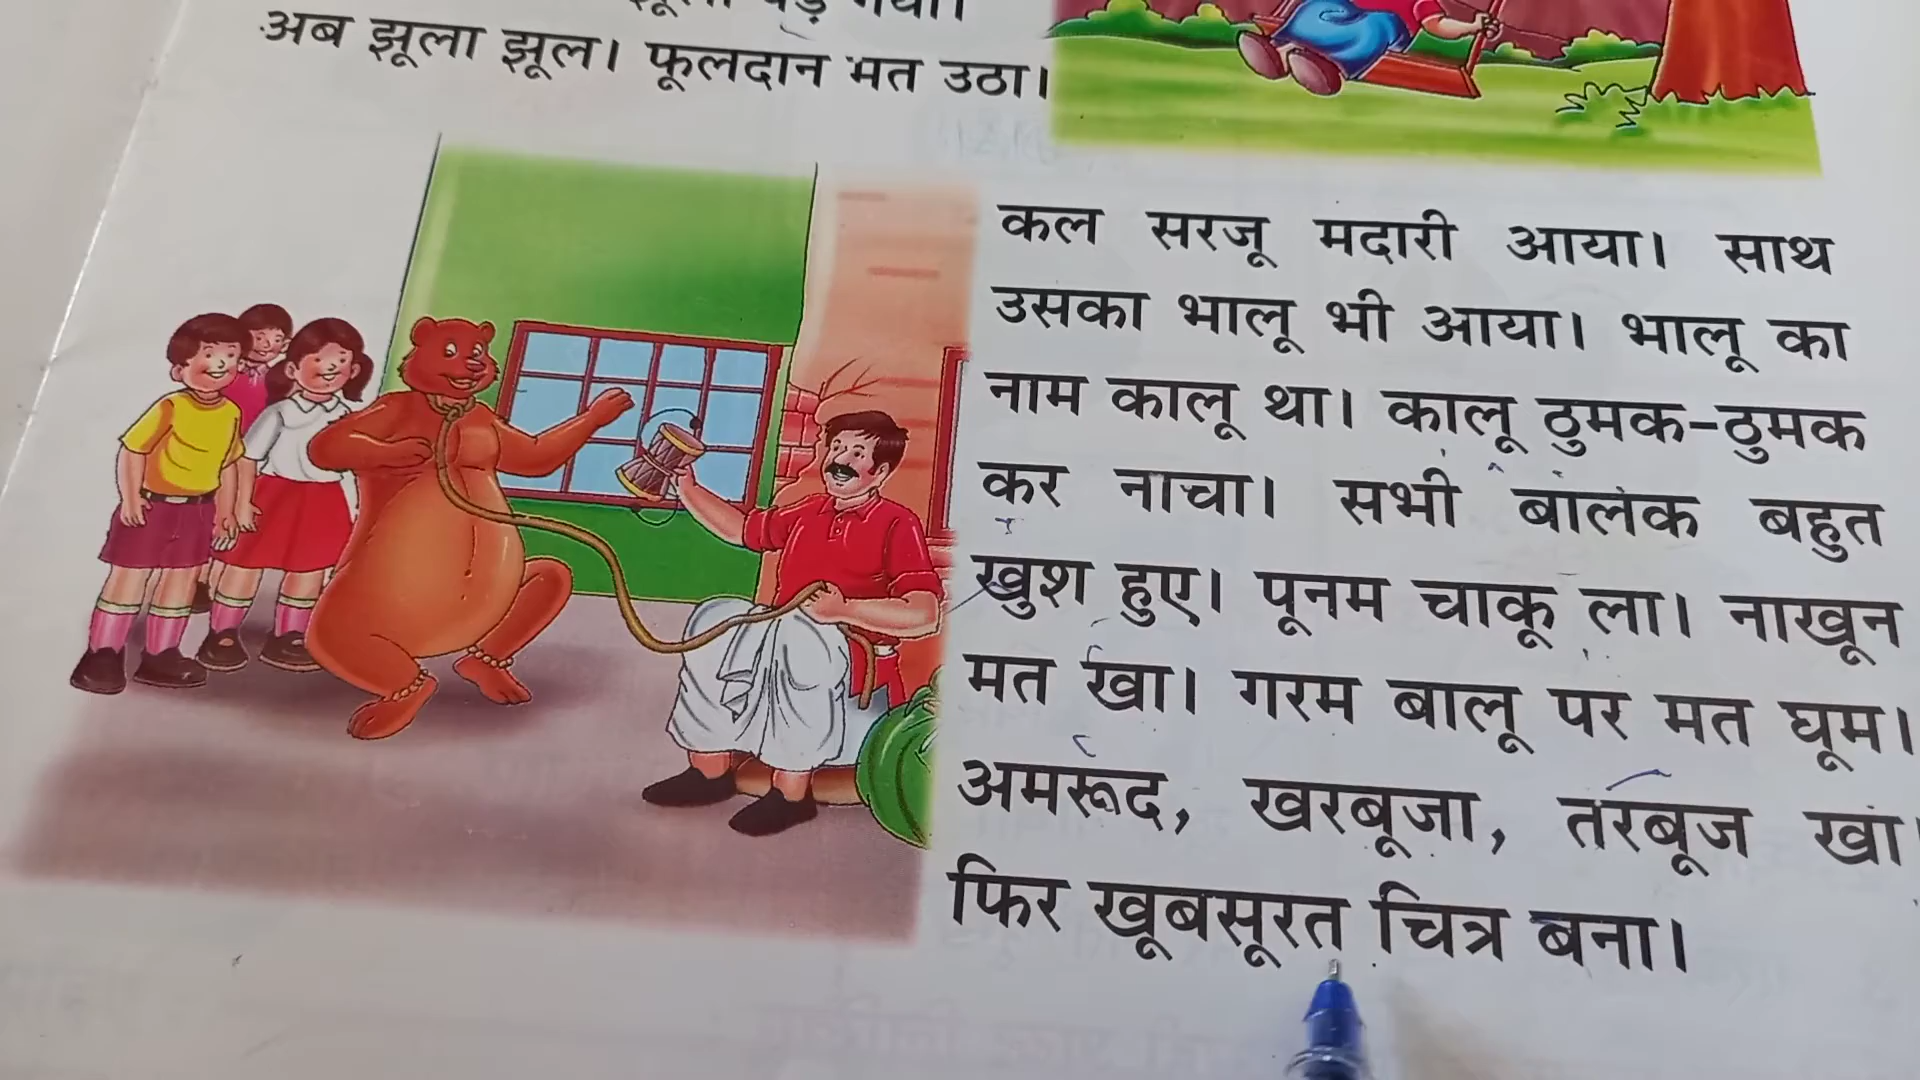 गया।
अब झूला झूल। फूलदान मत उठा।
कल सरजू मदारी आया। साथ
उसका भालू भी आया। भालू का
नाम कालू था। कालू ठुमक-ठुमक
कर नाचा। सभी बालक बहुत
खुश हुए। पूनम चाकू ला। नाखून
मत खा। गरम बालू पर मत घूम।
अमरूद, खरबूजा, तरबूज खा
फिर खूबसूरत चित्र बना।